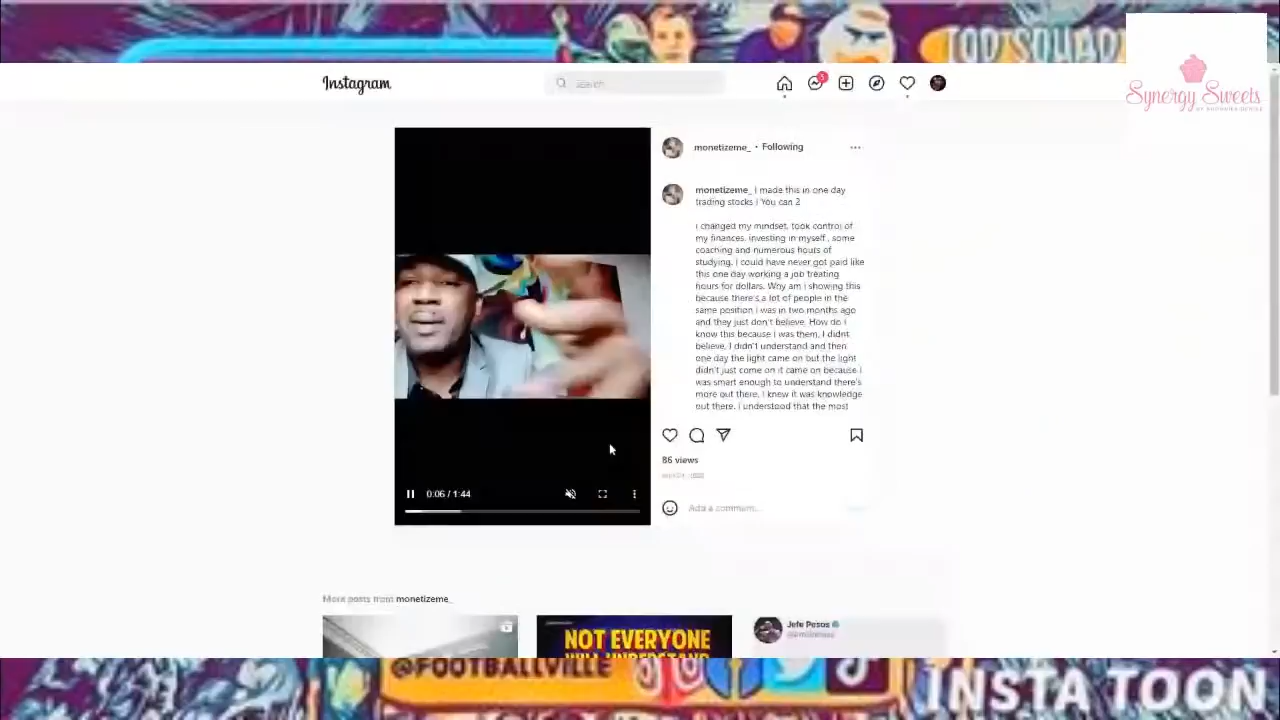 TOD SQUAD
Instagram
Search
5
Synergy Sweets
monetizeme_ • Following
monetizeme_ I made this in one day
trading stocks ! You can 2
I changed my mindset, took control of
my finances, investing in myself , some
coaching and numerous hours of
studying. I could have never got paid like
this one day working a job treating
hours for dollars. Why am I showing this
because there's a lot of people in the
same position I was in two months ago
and they just don't believe. How do I
know this because I was them. I didnt
believe, I didn't understand and then
one day the light came on but the light
didn't just come on it came on because I
was smart enough to understand there's
more out there, I knew it was knowledge
out there. I understood that the most
86 views
0:06 / 1:44
Add a comment...
More posts from monetizeme_
NOT EVERYONE
WILL UNDERSTAND
Jefe Pesos
@FOOTBALLVILLE
INSTA TOON